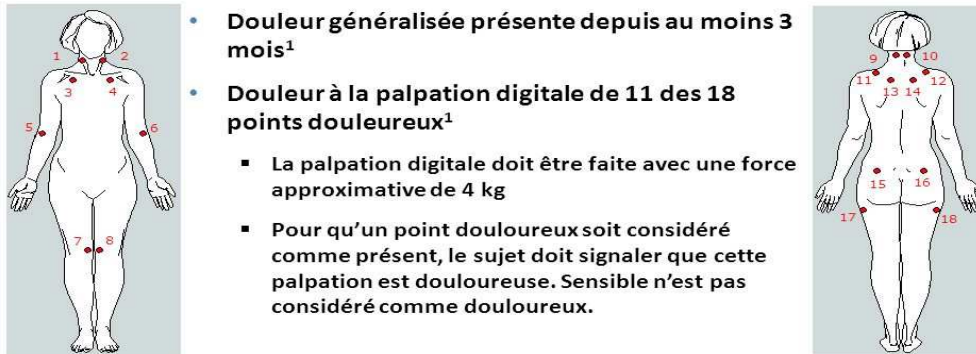 1 2
3 4
5 6
7 8
• Douleur généralisée présente depuis au moins 3
mois¹
• Douleur à la palpation digitale de 11 des 18
points douleureux¹
▪ La palpation digitale doit être faite avec une force
approximative de 4 kg
▪ Pour qu'un point douloureux soit considéré
comme présent, le sujet doit signaler que cette
palpation est douloureuse. Sensible n'est pas
considéré comme douloureux.
9 10
11 12
13 14
15 16
17 18